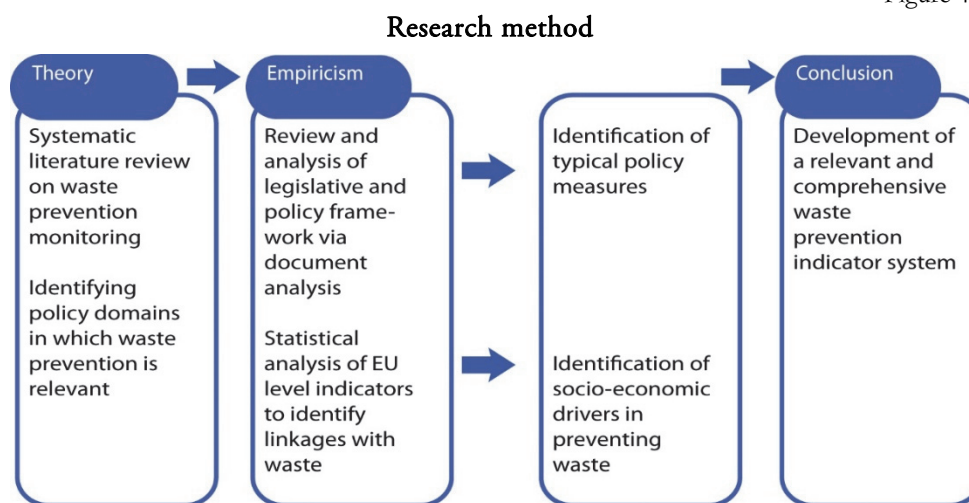 Figure 4
Research method
Theory
Systematic
literature review
on waste
prevention
monitoring
Identifying
policy domains
in which waste
prevention is
relevant
Empiricism
Review and
analysis of
legislative and
policy frame-
work via
document
analysis
Statistical
analysis of EU
level indicators
to identify
linkages with
waste
Identification of
typical policy
measures
Identification of
socio-economic
drivers in
preventing
waste
Conclusion
Development of
a relevant and
comprehensive
waste
prevention
indicator system